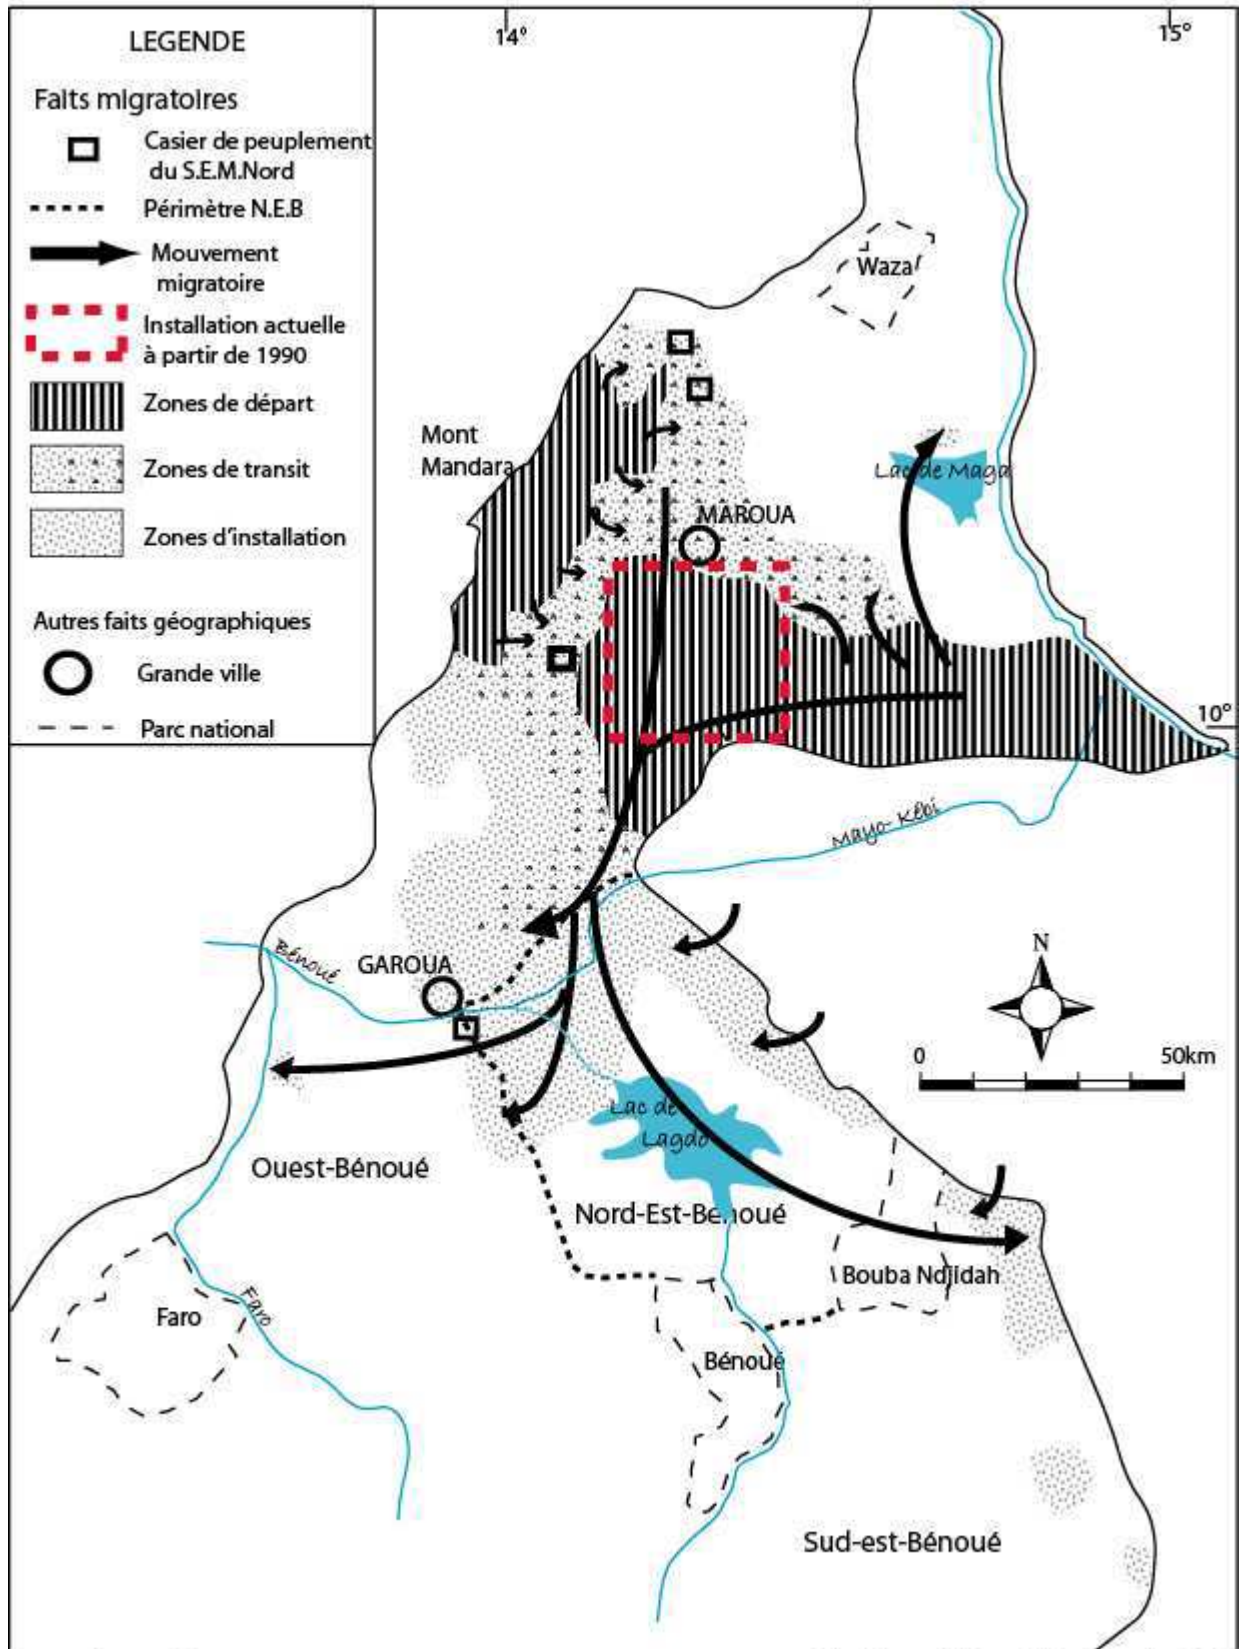 LEGENDE
Faits migratoires
Casier de peuplement
du S.E.M.Nord
Périmètre N.E.B
Mouvement
migratoire
Installation actuelle
à partir de 1990
Zones de départ
Zones de transit
Zones d'installation
Autres faits géographiques
Grande ville
Parc national
14°
15°
Waza
Mont
Mandara
Lac de Maga
MAROUA
10°
Mayo-Kébi
Bénoué
GAROUA
N
0
50km
Lac de
Lagdo
Ouest-Bénoué
Nord-Est-Bénoué
Bouba Ndjidah
Faro
Faro
Bénoué
Sud-est-Bénoué